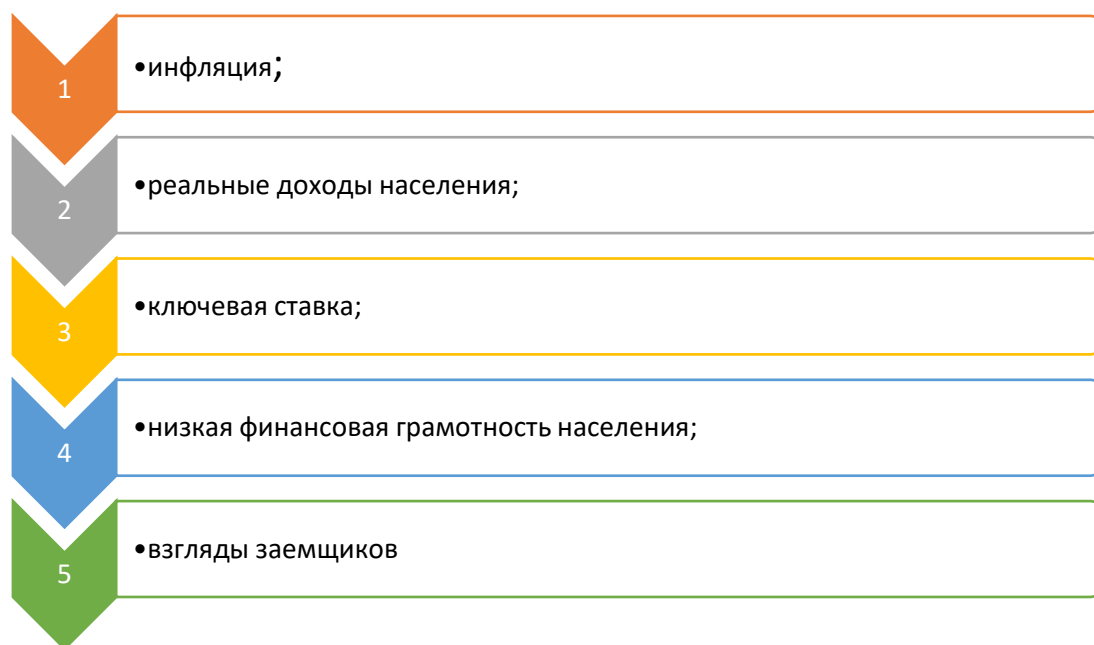 1
•инфляция;
2
•реальные доходы населения;
3
•ключевая ставка;
4
•низкая финансовая грамотность населения;
5
•взгляды заемщиков